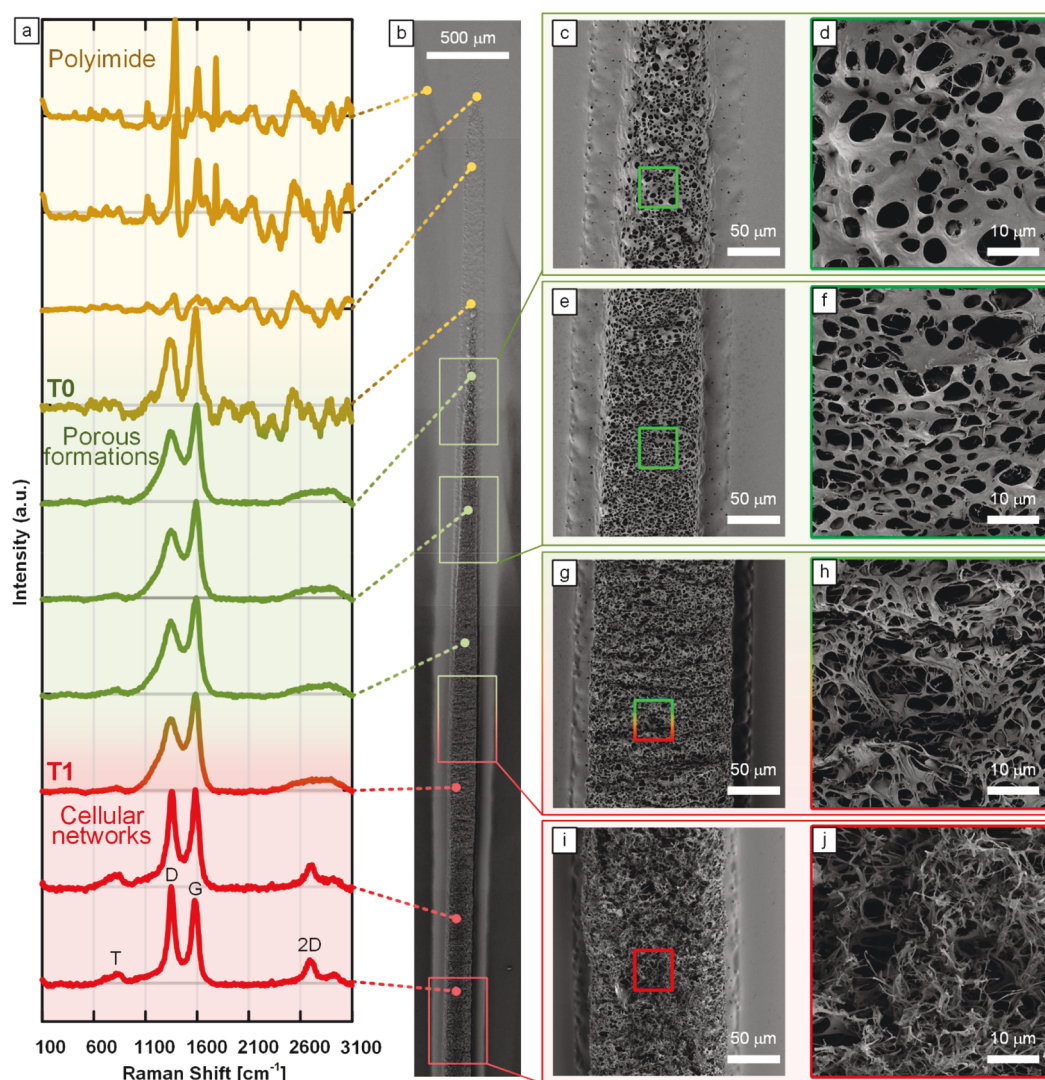 a
Polyimide
T0
Porous
formations
T1
Cellular
networks
D
G
T
2D
Intensity (a.u.)
100 600 1100 1600 2100 2600 3100
Raman Shift [cm⁻¹]
b
500 μm
c
50 μm
d
10 μm
e
50 μm
f
10 μm
g
50 μm
h
10 μm
i
50 μm
j
10 μm